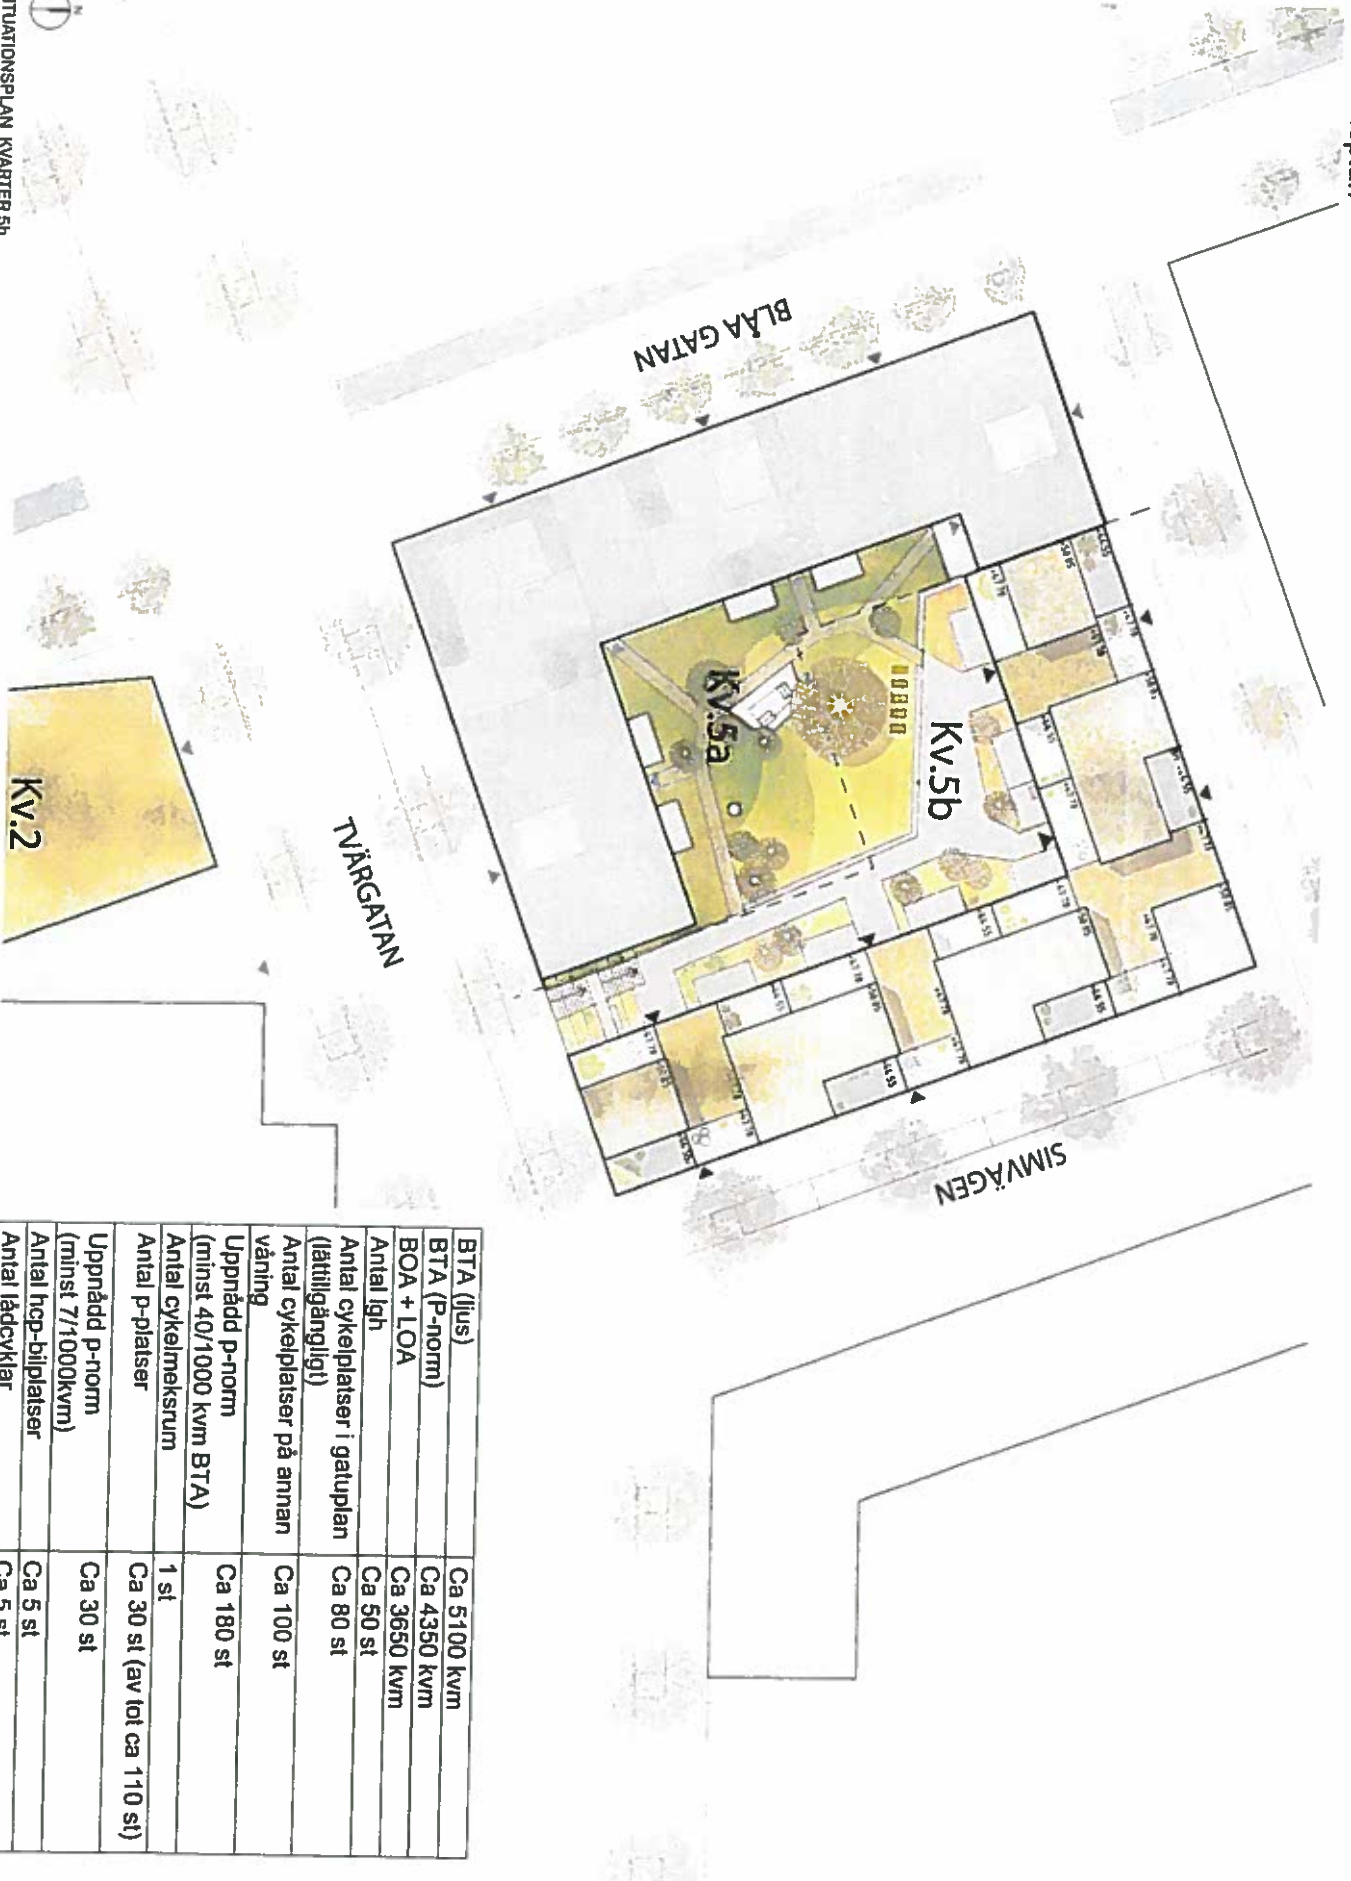 BLÅA GATAN
Kv.5a
Kv.5b
Kv.2
TVÄRGATAN
SIMVÄGEN
N
SITUATIONSPLAN KVARTER 5b
BTA (ljus) Ca 5100 kvm
BTA (P-norm) Ca 4350 kvm
BOA + LOA Ca 3650 kvm
Antal lgh Ca 50 st
Antal cykelplatser i gatuplan Ca 80 st
(lättillgängligt)
Antal cykelplatser på annan Ca 100 st
våning
Uppnådd p-norm Ca 180 st
(minst 40/1000 kvm BTA)
Antal cykelmeksrum 1 st
Antal p-platser Ca 30 st (av tot ca 110 st)
Uppnådd p-norm Ca 30 st
(minst 7/1000kvm)
Antal hcp-bilplatser Ca 5 st
Antal lådcyklar Ca 5 st